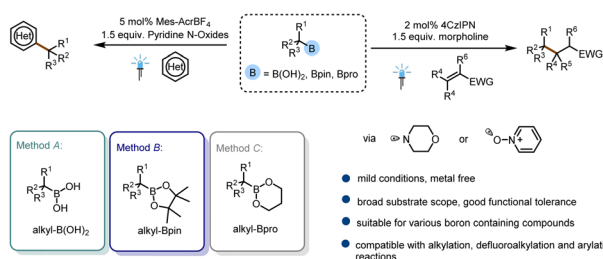 5 mol% Mes-AcrBF₄
1.5 equiv. Pyridine N-Oxides
2 mol% 4CzIPN
1.5 equiv. morpholine
Het
R¹
R²
R³
Het
R¹
R²
R³
B
B = B(OH)₂, Bpin, Bpro
R⁶
R⁴
EWG
R⁴
R¹
R⁶
R²
R³
R⁴
R⁵
EWG
Method A:
R¹
R²
R³
B
OH
OH
alkyl-B(OH)₂
Method B:
R¹
R²
R³
B
O
O
alkyl-Bpin
Method C:
R¹
R²
R³
B
O
O
alkyl-Bpro
via
N
O
or
O
N+
mild conditions, metal free
broad substrate scope, good functional tolerance
suitable for various boron containing compounds
compatible with alkylation, defluoroalkylation and arylati
reactions